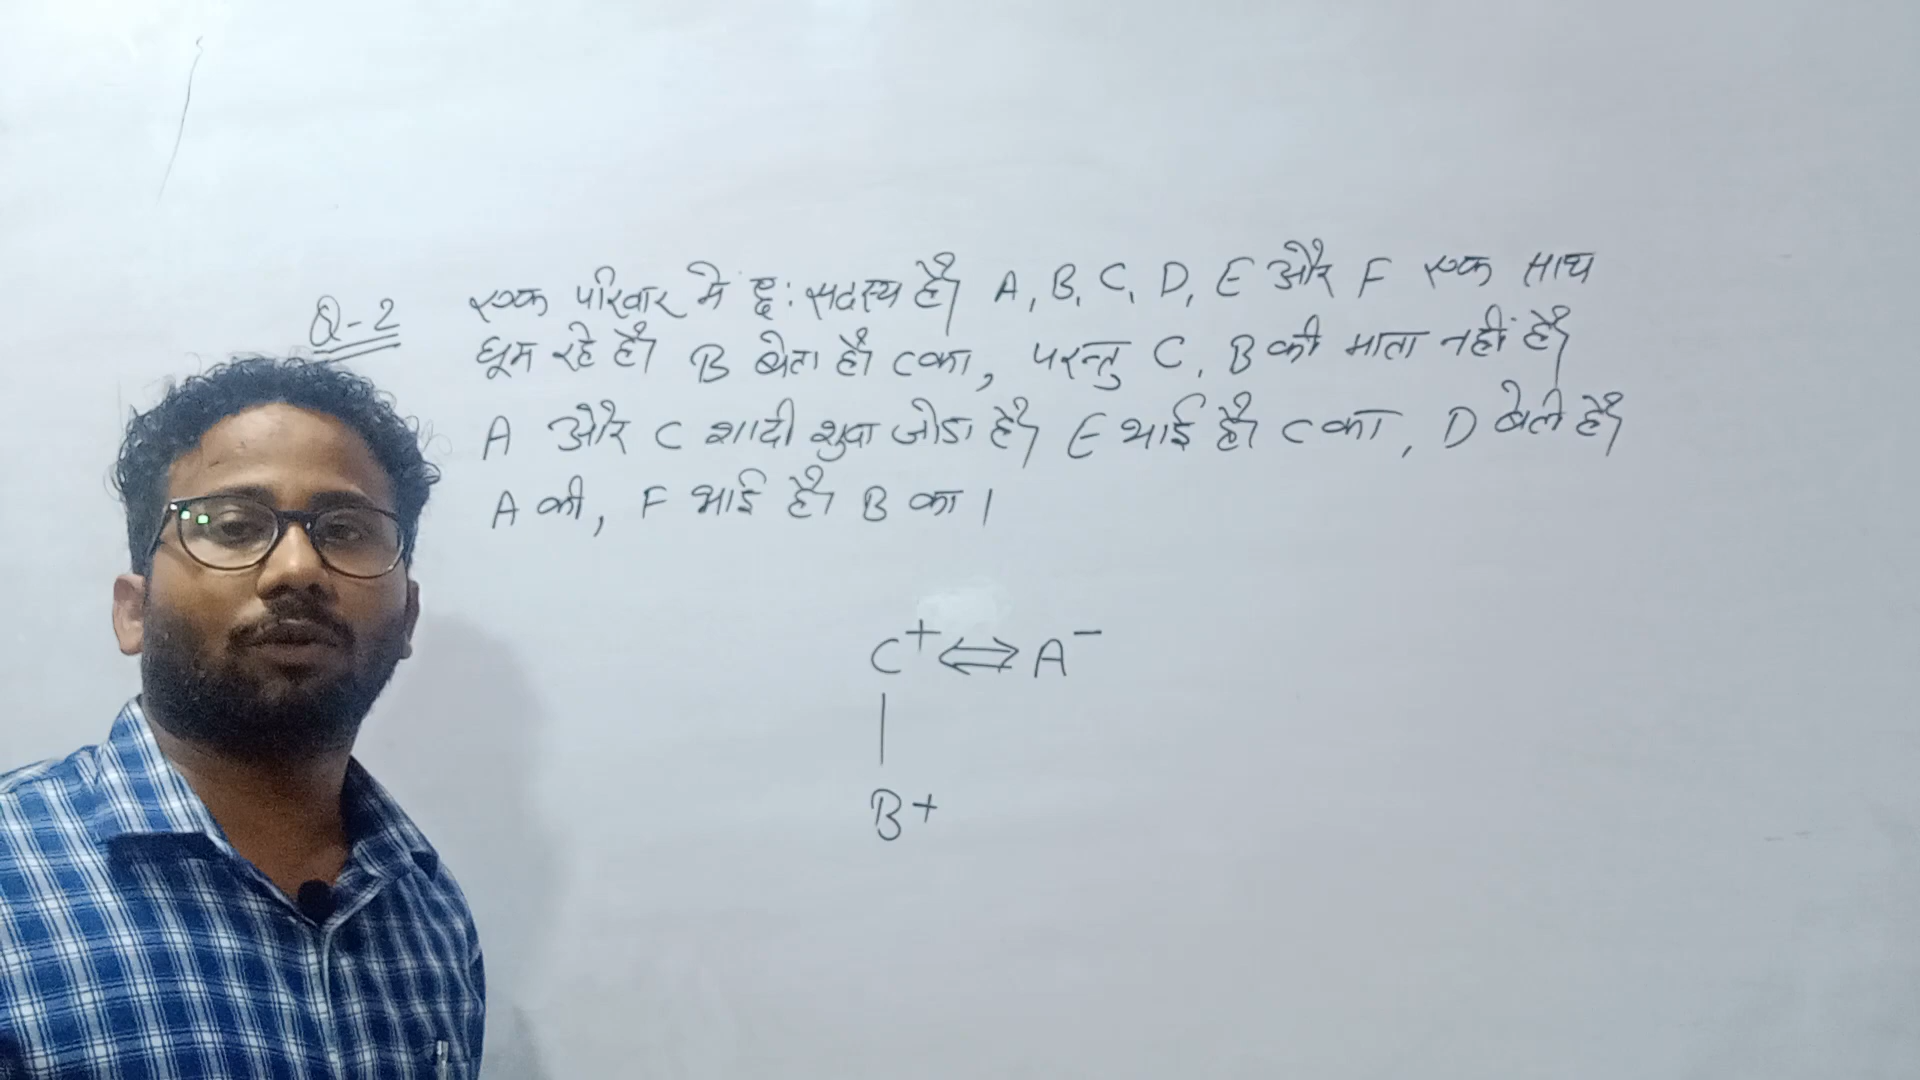 Q-2 एक परिवार में छ: सदस्य है। A, B, C, D, E और F एक साथ
घूम रहे है। B बेटा है। C का, परन्तु C, B की माता नहीं है।
A और C शादी शुदा जोडा है। E भाई है। C का, D बेटी है।
A की, F भाई है। B का।
C+ ⇔ A−
|
B+